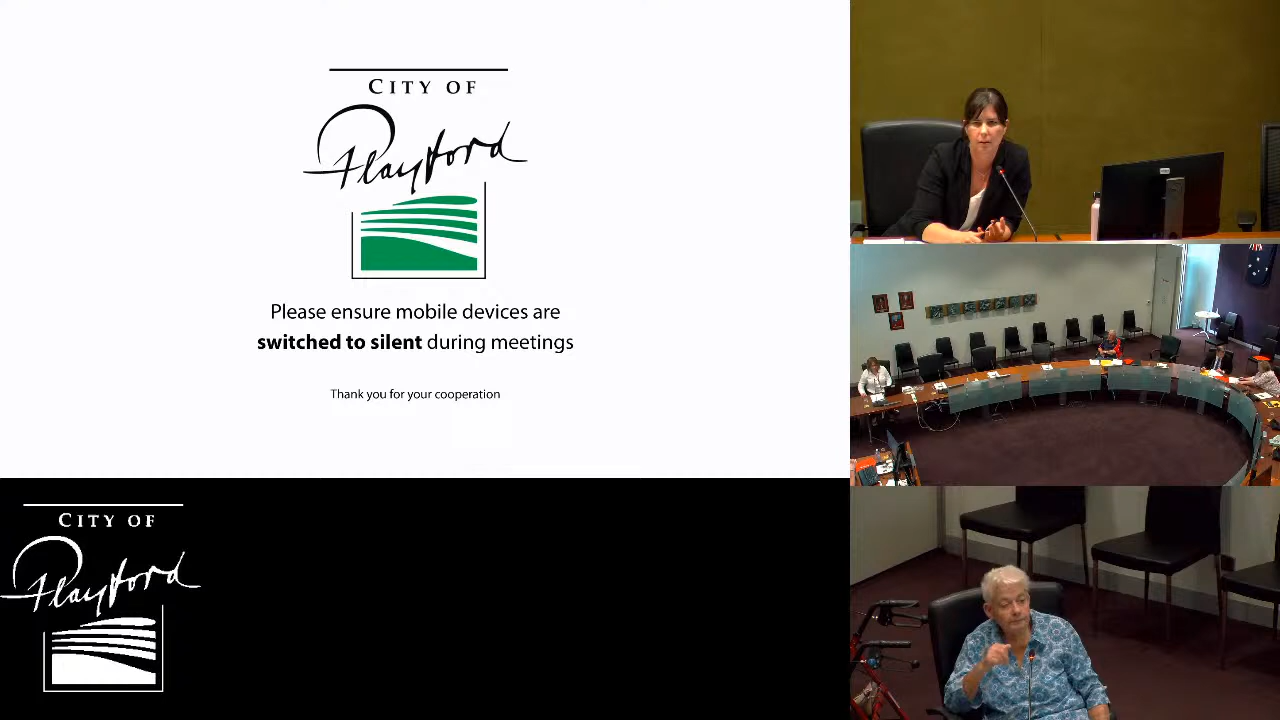 CITY OF
Playford
Please ensure mobile devices are
switched to silent during meetings
Thank you for your cooperation
CITY OF
Playford